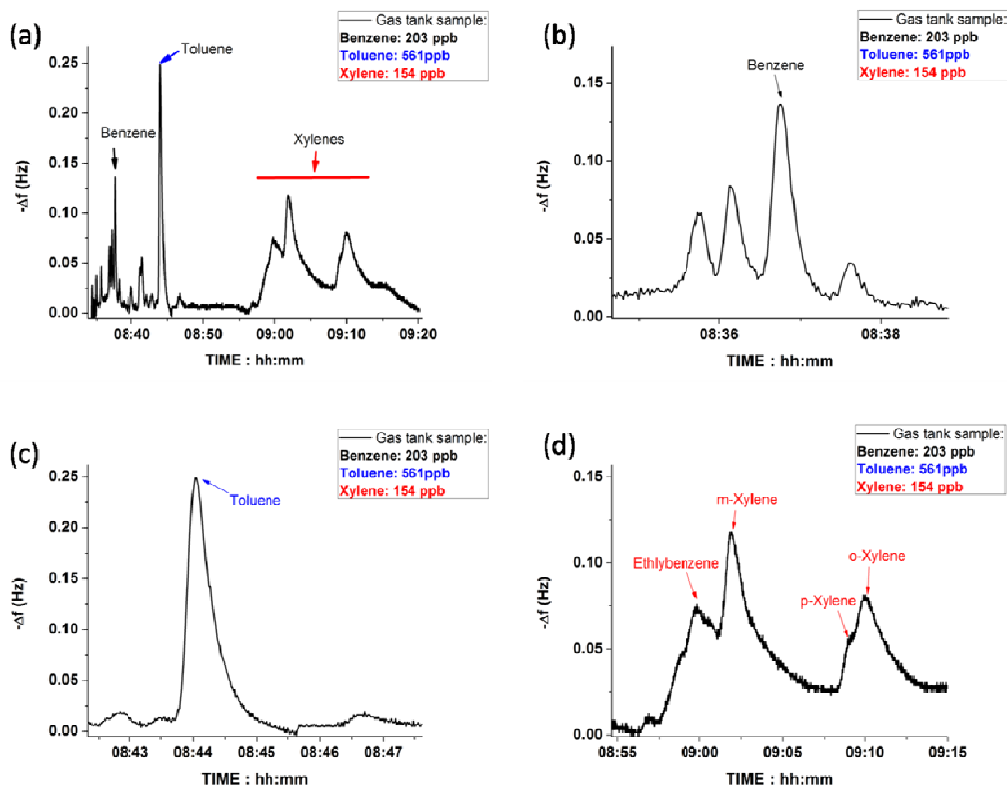 (a)
Gas tank sample:
Benzene: 203 ppb
Toluene: 561ppb
Xylene: 154 ppb
Toluene
Benzene
Xylenes
-Δf (Hz)
0.25
0.20
0.15
0.10
0.05
0.00
08:40 08:50 09:00 09:10 09:20
TIME : hh:mm
(b)
Gas tank sample:
Benzene: 203 ppb
Toluene: 561ppb
Xylene: 154 ppb
Benzene
-Δf (Hz)
0.15
0.10
0.05
0.00
08:36 08:38
TIME : hh:mm
(c)
Gas tank sample:
Benzene: 203 ppb
Toluene: 561ppb
Xylene: 154 ppb
Toluene
-Δf (Hz)
0.25
0.20
0.15
0.10
0.05
0.00
08:43 08:44 08:45 08:46 08:47
TIME : hh:mm
(d)
Gas tank sample:
Benzene: 203 ppb
Toluene: 561ppb
Xylene: 154 ppb
m-Xylene
o-Xylene
Ethlybenzene
p-Xylene
-Δf (Hz)
0.15
0.10
0.05
0.00
08:55 09:00 09:05 09:10 09:15
TIME : hh:mm